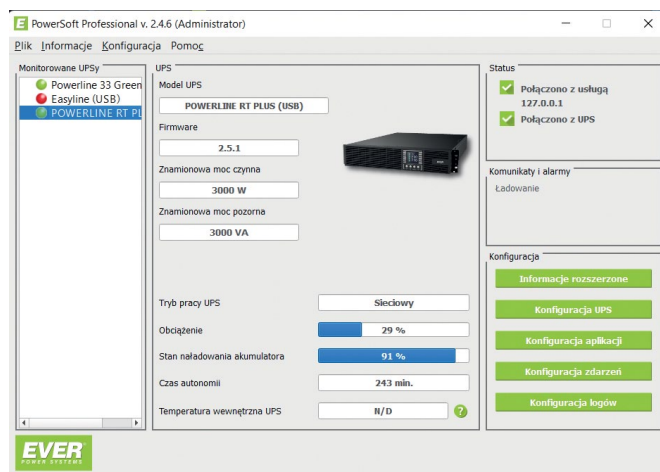 PowerSoft Professional v. 2.4.6 (Administrator)
Plik Informacje Konfiguracja Pomoc
Monitorowane UPSy
Powerline 33 Green
Easyline (USB)
POWERLINE RT PL
UPS
Model UPS
POWERLINE RT PLUS (USB)
Firmware
2.5.1
Znamionowa moc czynna
3000 W
Znamionowa moc pozorna
3000 VA
Tryb pracy UPS
Sieciowy
Obciążenie
29 %
Stan naładowania akumulatora
91 %
Czas autonomii
243 min.
Temperatura wewnętrzna UPS
N/D
?
Status
Połączono z usługą
127.0.0.1
Połączono z UPS
Komunikaty i alarmy
Ładowanie
Konfiguracja
Informacje rozszerzone
Konfiguracja UPS
Konfiguracja aplikacji
Konfiguracja zdarzeń
Konfiguracja logów
EVER
POWER SYSTEMS